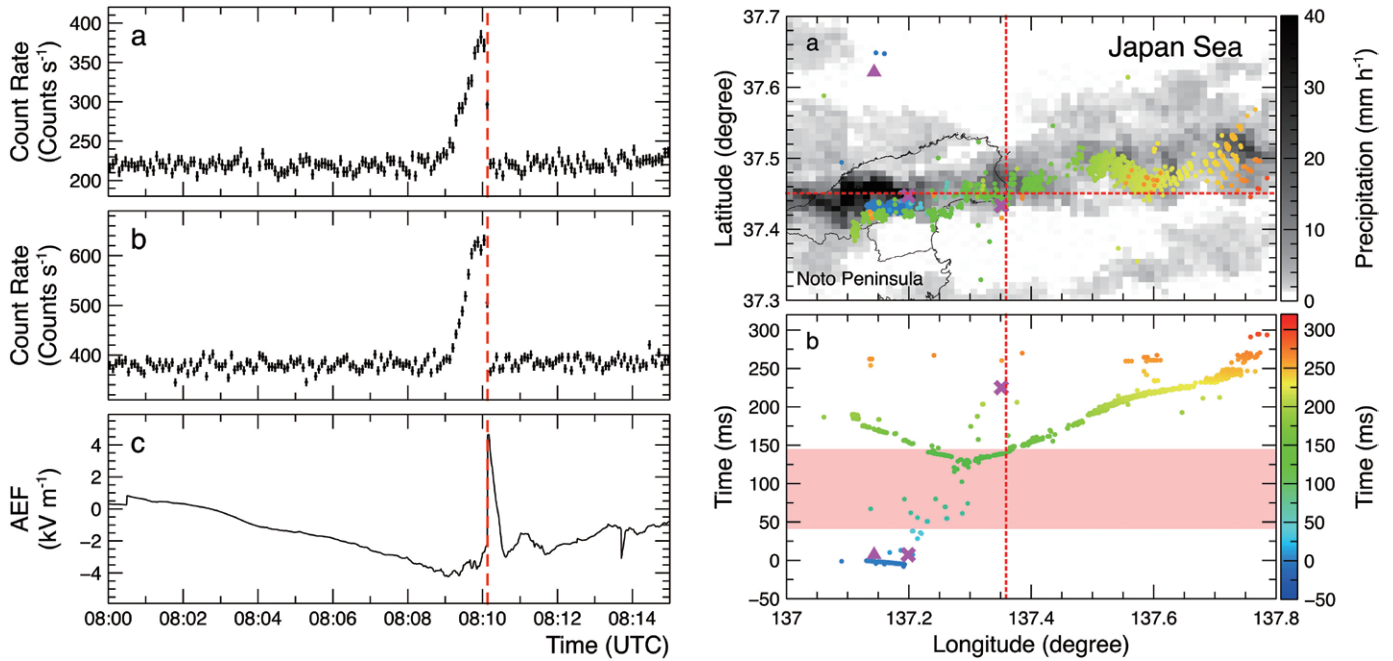 a
Count Rate
(Counts s⁻¹)
400
350
300
250
200
b
Count Rate
(Counts s⁻¹)
600
500
400
c
AEF
(kV m⁻¹)
4
2
0
−2
−4
08:00 08:02 08:04 08:06 08:08 08:10 08:12 08:14
Time (UTC)
a
Japan Sea
Noto Peninsula
Latitude (degree)
37.7
37.6
37.5
37.4
37.3
40
30
20
10
0
Precipitation (mm h⁻¹)
b
Time (ms)
300
250
200
150
100
50
0
−50
137 137.2 137.4 137.6 137.8
Longitude (degree)
300
250
200
150
100
50
0
−50
Time (ms)